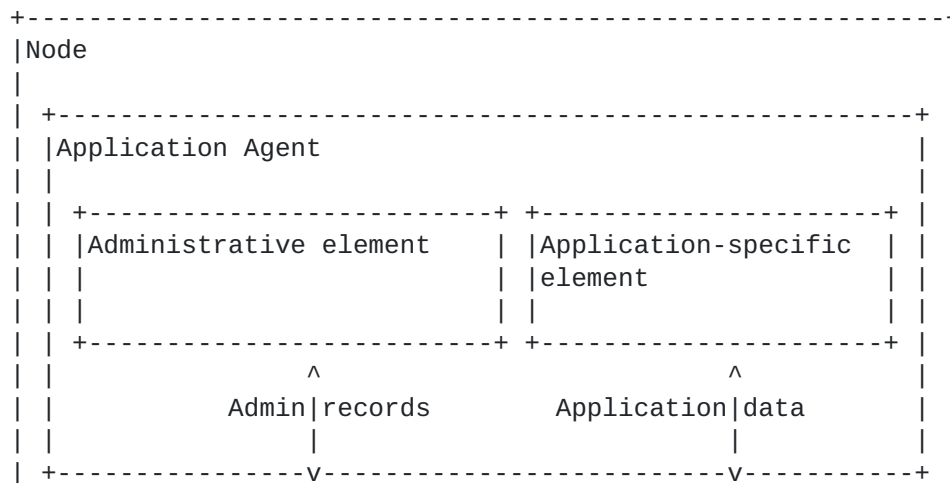 Node
Application Agent
Administrative element Application-specific
element
Admin|records Application|data